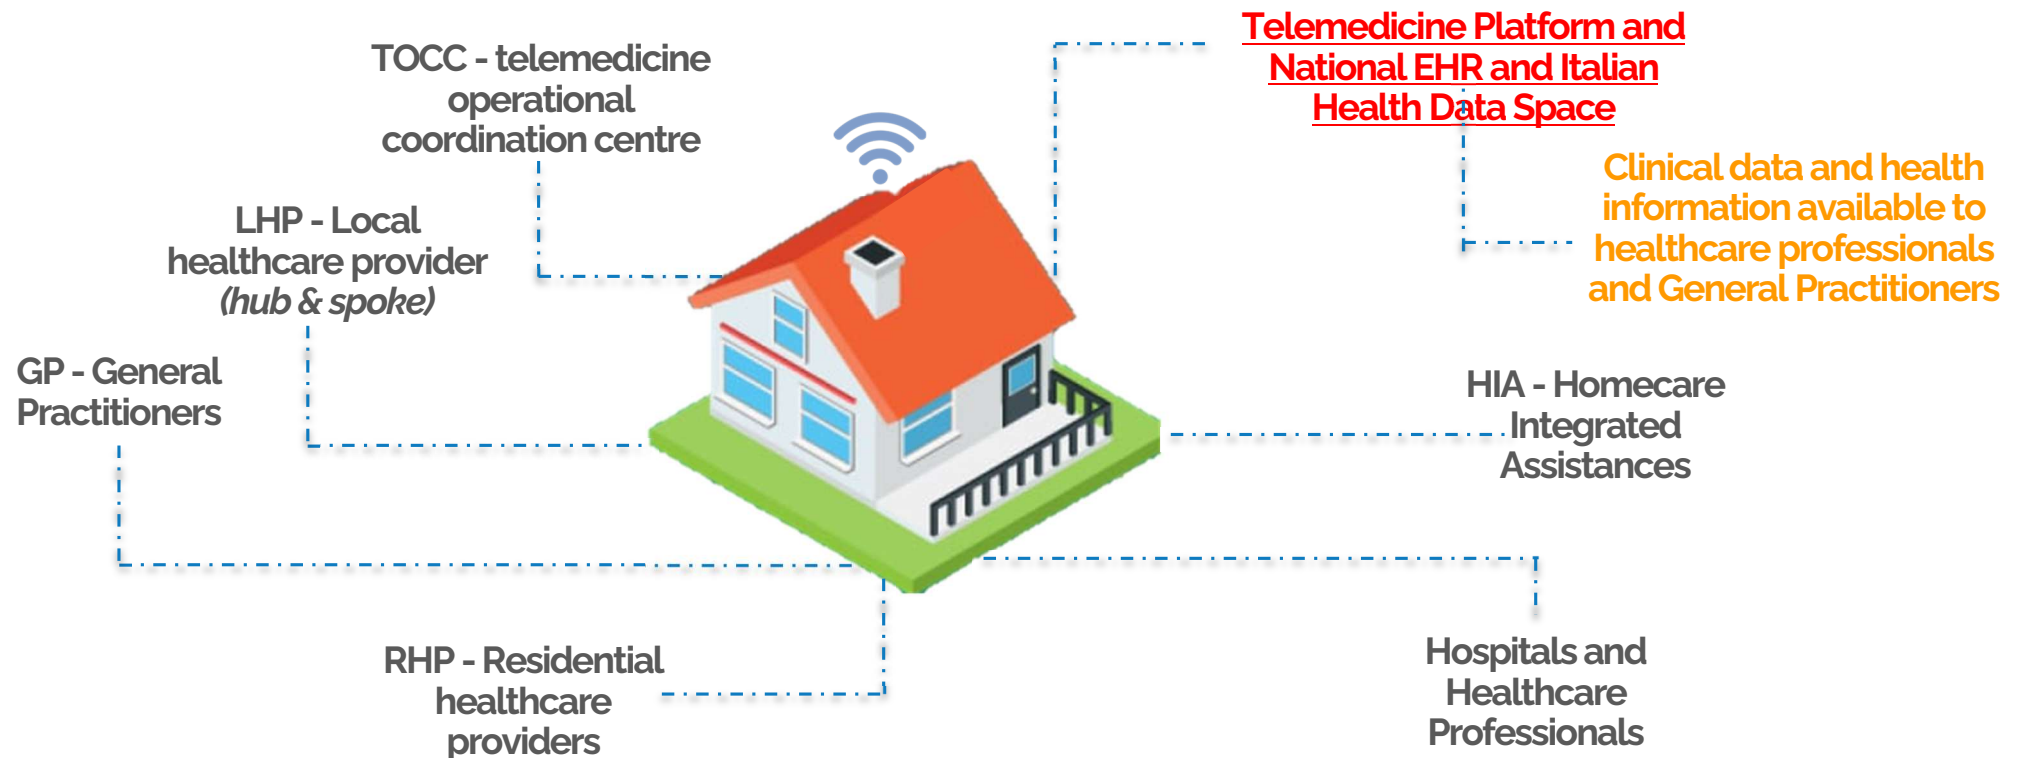 TOCC - telemedicine
operational
coordination centre
LHP - Local
healthcare provider
(hub & spoke)
GP - General
Practitioners
RHP - Residential
healthcare
providers
Telemedicine Platform and
National EHR and Italian
Health Data Space
Clinical data and health
information available to
healthcare professionals
and General Practitioners
HIA - Homecare
Integrated
Assistances
Hospitals and
Healthcare
Professionals